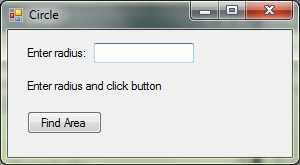 Circle
Enter radius:
Enter radius and click button
Find Area